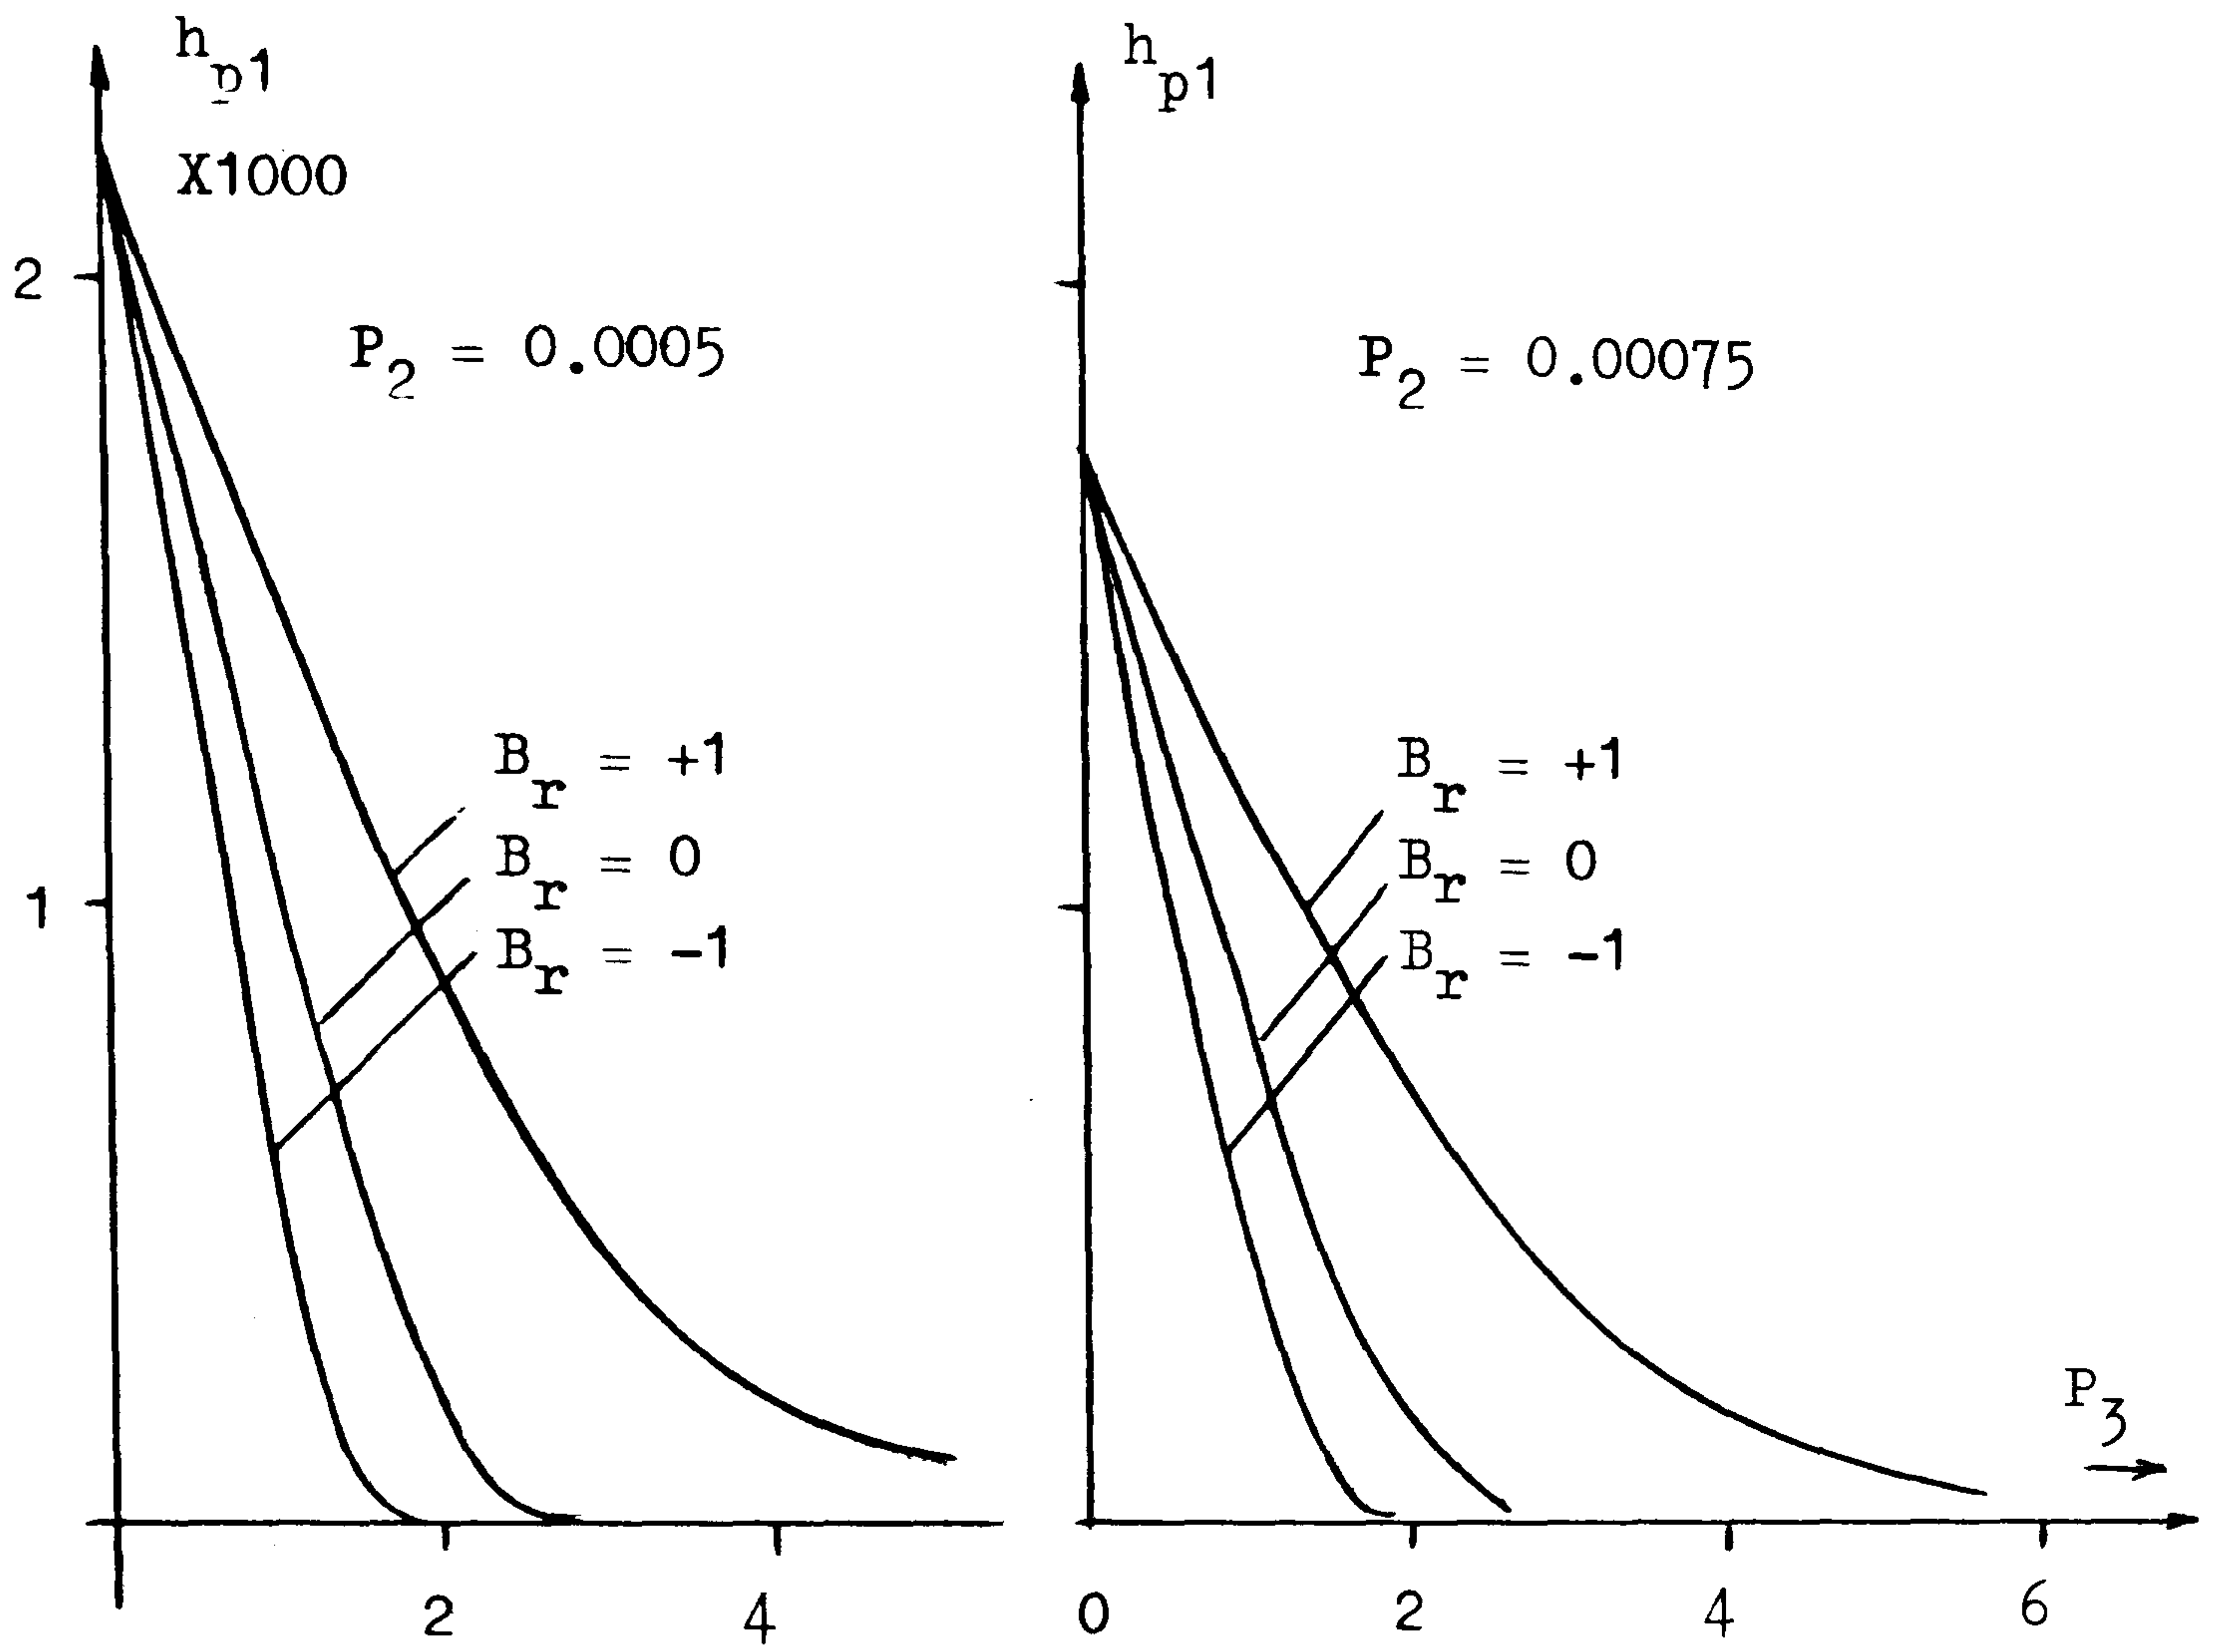 h_p1
X1000
2
P_2 = 0.0005
B_r = +1
B_r = 0
B_r = -1
1
2 4
h_p1
P_2 = 0.00075
B_r = +1
B_r = 0
B_r = -1
P_3
0 2 4 6